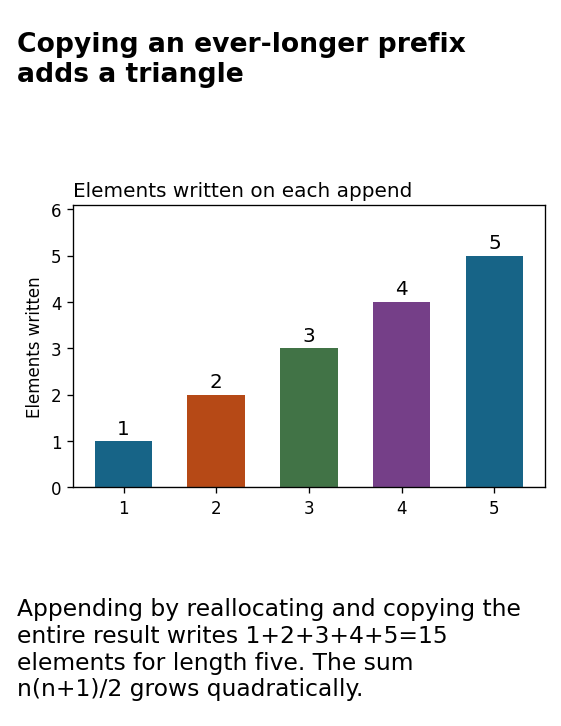 Copying an ever-longer prefix
adds a triangle
Elements written on each append
Elements written
6
5
4
3
2
1
0
1
2
3
4
5
1
2
3
4
5
Appending by reallocating and copying the
entire result writes 1+2+3+4+5=15
elements for length five. The sum
n(n+1)/2 grows quadratically.